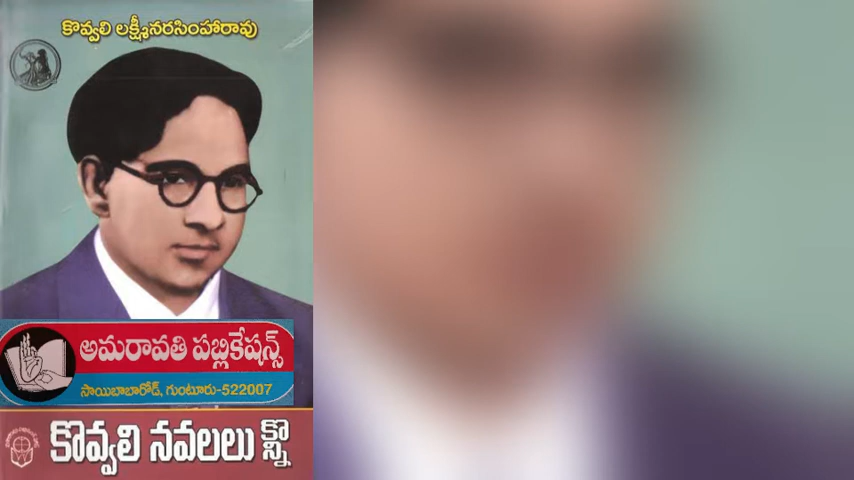 కొవ్వలి లక్ష్మీనరసింహారావు
అమరావతి పబ్లికేషన్స్
సాయిబాబారోడ్, గుంటూరు-522007
కొవ్వలి నవలలు కొన్ని